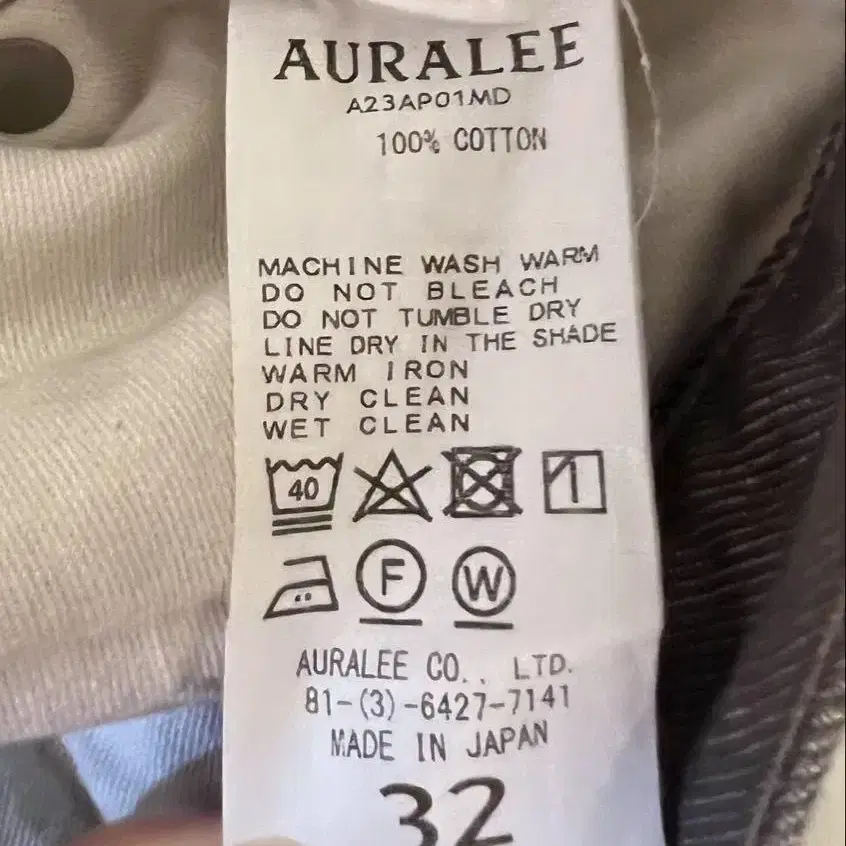 AURALEE
A23AP01MD
100% COTTON
MACHINE WASH WARM
DO NOT BLEACH
DO NOT TUMBLE DRY
LINE DRY IN THE SHADE
WARM IRON
DRY CLEAN
WET CLEAN
40
F W
AURALEE CO., LTD.
81-(3)-6427-7141
MADE IN JAPAN
32